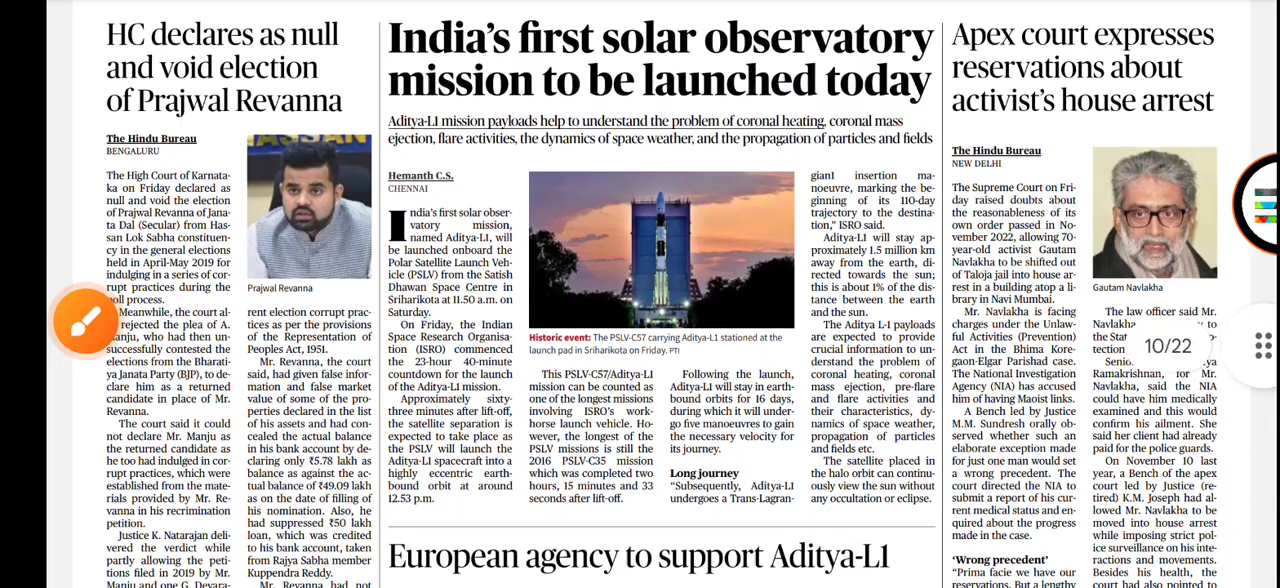 HC declares as null
and void election
of Prajwal Revanna
The Hindu Bureau
BENGALURU
The High Court of Karnata-
ka on Friday declared as
null and void the election
of Prajwal Revanna of Jana-
ta Dal (Secular) from Has-
san Lok Sabha constituen-
cy in the general elections
held in April-May 2019 for
indulging in a series of cor-
rupt practices during the
poll process.
Meanwhile, the court al-
rejected the plea of A.
Manju, who had then un-
successfully contested the
elections from the Bharati-
ya Janata Party (BJP), to de-
clare him as a returned
candidate in place of Mr.
Revanna.
The court said it could
not declare Mr. Manju as
the returned candidate as
he too had indulged in cor-
rupt practices, which were
established from the mate-
rials provided by Mr. Re-
vanna in his recrimination
petition.
Justice K. Natarajan deli-
vered the verdict while
partly allowing the peti-
tions filed in 2019 by Mr.
Manju and one G. Devara-
HASSAN
Prajwal Revanna
rent election corrupt prac-
tices as per the provisions
of the Representation of
Peoples Act, 1951.
Mr. Revanna, the court
said, had given false infor-
mation and false market
value of some of the pro-
perties declared in the list
of his assets and had con-
cealed the actual balance
in his bank account by de-
claring only ₹5.78 lakh as
balance as against the ac-
tual balance of ₹49.09 lakh
as on the date of filing of
his nomination. Also, he
had suppressed ₹50 lakh
loan, which was credited
to his bank account, taken
from Rajya Sabha member
Kuppendra Reddy.
Mr. Revanna had not
India's first solar observatory
mission to be launched today
Aditya-L1 mission payloads help to understand the problem of coronal heating, coronal mass
ejection, flare activities, the dynamics of space weather, and the propagation of particles and fields
Hemanth C.S.
CHENNAI
India's first solar obser-
vatory mission,
named Aditya-L1, will
be launched onboard the
Polar Satellite Launch Veh-
icle (PSLV) from the Satish
Dhawan Space Centre in
Sriharikota at 11.50 a.m. on
Saturday.
On Friday, the Indian
Space Research Organisa-
tion (ISRO) commenced
the 23-hour 40-minute
countdown for the launch
of the Aditya-L1 mission.
Approximately sixty-
three minutes after lift-off,
the satellite separation is
expected to take place as
the PSLV will launch the
Aditya-L1 spacecraft into a
highly eccentric earth-
bound orbit at around
12.53 p.m.
Historic event: The PSLV-C57 carrying Aditya-L1 stationed at the
launch pad in Sriharikota on Friday. PTI
This PSLV-C57/Aditya-L1
mission can be counted as
one of the longest missions
involving ISRO's work-
horse launch vehicle. Ho-
wever, the longest of the
PSLV missions is still the
2016 PSLV-C35 mission
which was completed two
hours, 15 minutes and 33
seconds after lift-off.
Following the launch,
Aditya-L1 will stay in earth-
bound orbits for 16 days,
during which it will under-
go five manoeuvres to gain
the necessary velocity for
its journey.
Long journey
“Subsequently, Aditya-L1
undergoes a Trans-Lagran-
gian1 insertion ma-
noeuvre, marking the be-
ginning of its 110-day
trajectory to the destina-
tion,” ISRO said.
Aditya-L1 will stay ap-
proximately 1.5 million km
away from the earth, di-
rected towards the sun;
this is about 1% of the dis-
tance between the earth
and the sun.
The Aditya L-1 payloads
are expected to provide
crucial information to un-
derstand the problem of
coronal heating, coronal
mass ejection, pre-flare
and flare activities and
their characteristics, dy-
namics of space weather,
propagation of particles
and fields etc.
The satellite placed in
the halo orbit can continu-
ously view the sun without
any occultation or eclipse.
European agency to support Aditya-L1
Apex court expresses
reservations about
activist's house arrest
The Hindu Bureau
NEW DELHI
The Supreme Court on Fri-
day raised doubts about
the reasonableness of its
own order passed in No-
vember 2022, allowing 70-
year-old activist Gautam
Navlakha to be shifted out
of Taloja jail into house ar-
rest in a building atop a li-
brary in Navi Mumbai.
Mr. Navlakha is facing
charges under the Unlaw-
ful Activities (Prevention)
Act in the Bhima Kore-
gaon-Elgar Parishad case.
The National Investigation
Agency (NIA) has accused
him of having Maoist links.
A Bench led by Justice
M.M. Sundresh orally ob-
served whether such an
elaborate exception made
for just one man would set
a wrong precedent. The
court directed the NIA to
submit a report of his cur-
rent medical status and en-
quired about the progress
made in the case.
‘Wrong precedent’
“Prima facie we have our
reservations. But a lengthy
Gautam Navlakha
The law officer said Mr.
Navlakha to
the Stat
tection
Senio
Ramakrishnan, for Mr.
Navlakha, said the NIA
could have him medically
examined and this would
confirm his ailment. She
said her client had already
paid for the police guards.
On November 10 last
year, a Bench of the apex
court led by Justice (re-
tired) K.M. Joseph had al-
lowed Mr. Navlakha to be
moved into house arrest
while imposing strict pol-
ice surveillance on his inte-
ractions and movements.
Besides his health, the
court had also pointed to
10/22